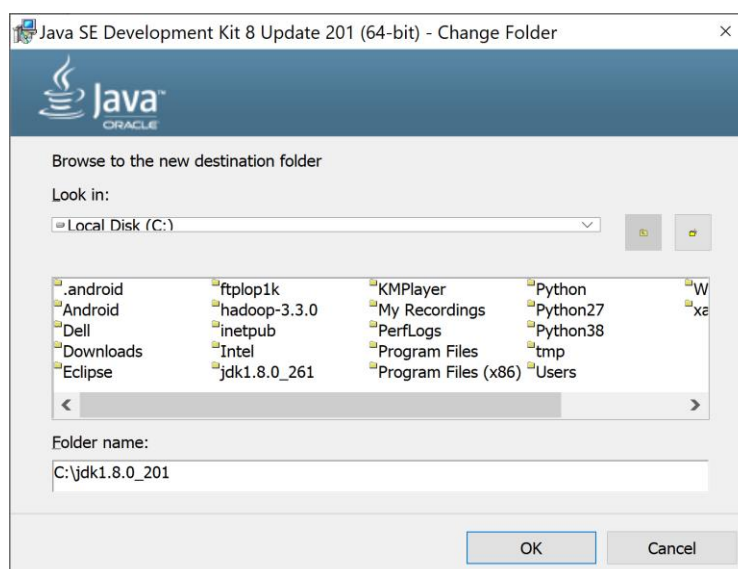 Java SE Development Kit 8 Update 201 (64-bit) - Change Folder
Java™
ORACLE
Browse to the new destination folder
Look in:
Local Disk (C:)
.android ftplop1k KMPlayer Python W
Android hadoop-3.3.0 My Recordings Python27 xa
Dell inetpub PerfLogs Python38
Downloads Intel Program Files tmp
Eclipse jdk1.8.0_261 Program Files (x86) Users
Folder name:
C:\jdk1.8.0_201
OK Cancel